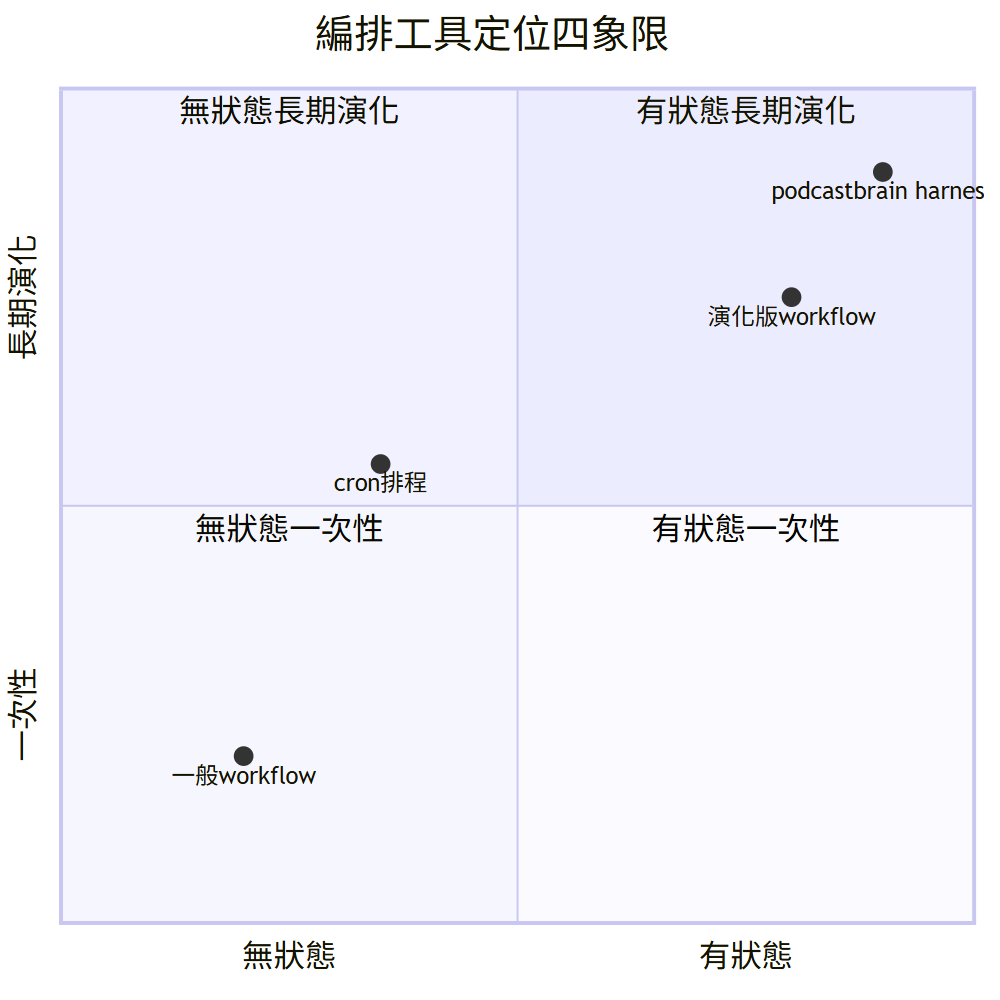 編排工具定位四象限
無狀態長期演化
有狀態長期演化
podcastbrain harnes
演化版workflow
cron排程
無狀態一次性
有狀態一次性
一般workflow
長期演化
一次性
無狀態
有狀態